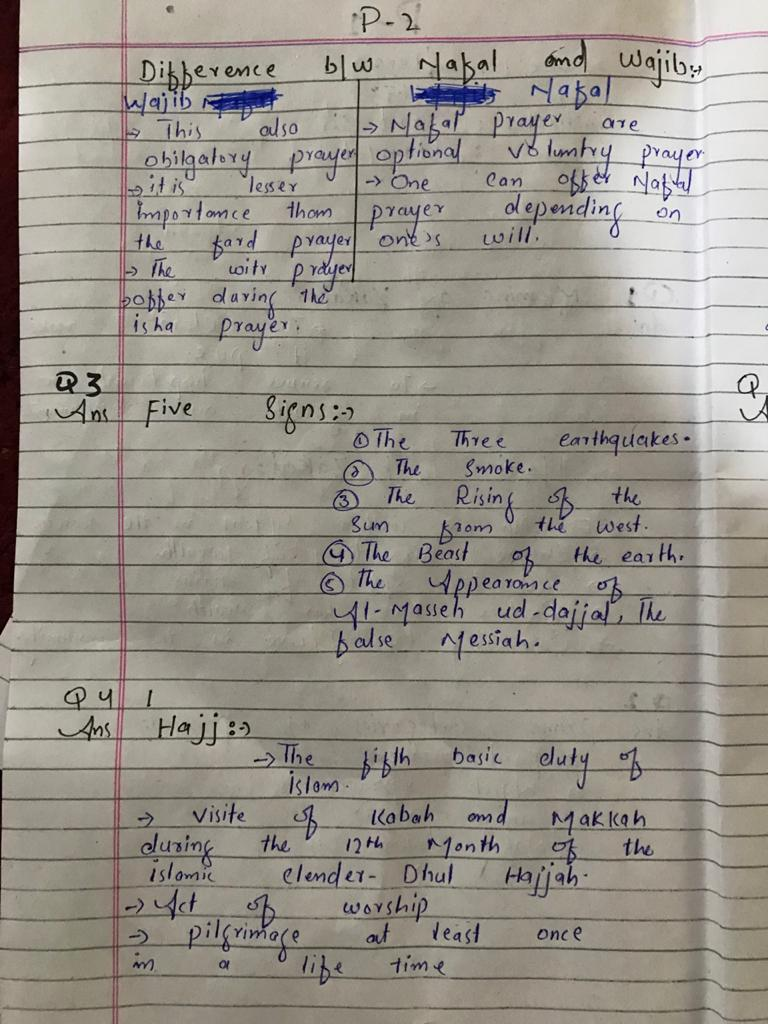 P-2
Difference b/w Nafal and Wajib:→
Wajib
→ This also
obilgatory prayer
→ it is lesser
importance than
the fard prayer
→ The witr prayer
→ offer during the
isha prayer.
Nafal
→ Nafal prayer are
optional voluntry prayer
→ One can offer Nafal
prayer depending on
one's will.
Q3
Ans Five Signs:→
① The Three earthquakes.
② The Smoke.
③ The Rising of the
Sun from the west.
④ The Beast of the earth.
⑤ The Appearance of
Al-Masseh ud-dajjal, The
false Messiah.
Q4 1
Ans Hajj:→
→ The fifth basic duty of
islam.
→ visite of Kabah and Makkah
during the 12th Month of the
islamic clender- Dhul Hajjah.
→ Act of worship
→ pilgrimage at least once
in a life time
Q
A